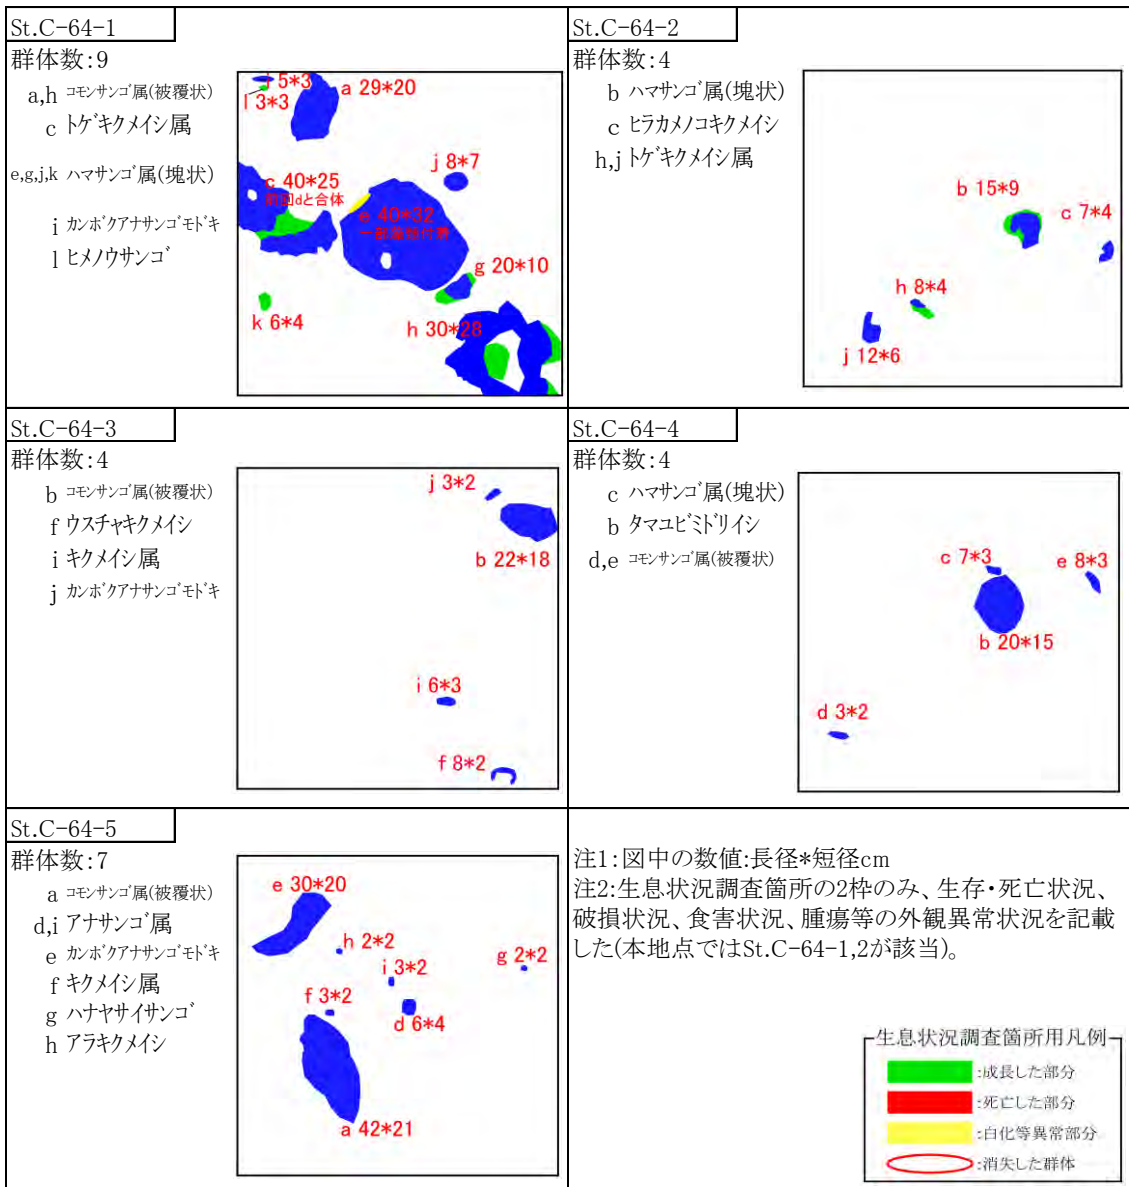 St.C-64-1
群体数:9
a,h コモンサンゴ属(被覆状)
c トゲキクメイシ属
e,g,j,k ハマサンゴ属(塊状)
i カンボクアナサンゴモドキ
l ヒメノウサンゴ
i 5*3
l 3*3
a 29*20
j 8*7
c 40*25
前回dと合体
e 40*32
g 20*10
k 6*4
h 30*28
St.C-64-2
群体数:4
b ハマサンゴ属(塊状)
c ヒラカメノコキクメイシ
h,j トゲキクメイシ属
b 15*9
c 7*4
h 8*4
j 12*6
St.C-64-3
群体数:4
b コモンサンゴ属(被覆状)
f ウスチャキクメイシ
i キクメイシ属
j カンボクアナサンゴモドキ
j 3*2
b 22*18
i 6*3
f 8*2
St.C-64-4
群体数:4
c ハマサンゴ属(塊状)
b タマユビミドリイシ
d,e コモンサンゴ属(被覆状)
c 7*3
e 8*3
b 20*15
d 3*2
St.C-64-5
群体数:7
a コモンサンゴ属(被覆状)
d,i アナサンゴ属
e カンボクアナサンゴモドキ
f キクメイシ属
g ハナヤサイサンゴ
h アラキクメイシ
e 30*20
h 2*2
g 2*2
i 3*2
f 3*2
d 6*4
a 42*21
注1:図中の数値:長径*短径cm
注2:生息状況調査箇所の2枠のみ、生存・死亡状況、
破損状況、食害状況、腫瘍等の外観異常状況を記載
した(本地点ではSt.C-64-1,2が該当)。
生息状況調査箇所用凡例
:成長した部分
:死亡した部分
:白化等異常部分
:消失した群体